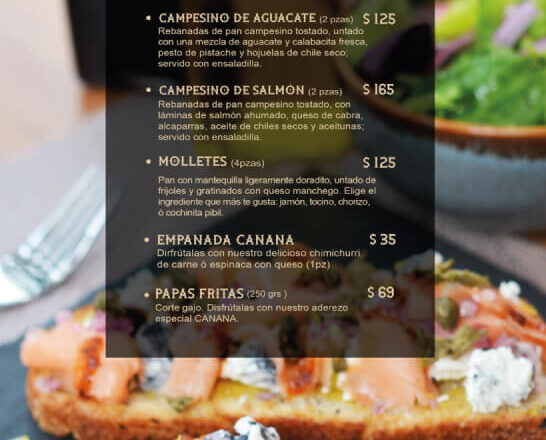 • CAMPESINO DE AGUACATE (2 pzas) $125
Rebanadas de pan campesino tostado, untado
con una mezcla de aguacate y calabacita fresca,
pesto de pistache y hojuelas de chile seco;
servido con ensaladilla.
• CAMPESINO DE SALMÓN (2 pzas) $165
Rebanadas de pan campesino tostado, con
láminas de salmón ahumado, queso de cabra,
alcaparras, aceite de chiles secos y aceitunas;
servido con ensaladilla.
• MOLLETES (4pzas) $125
Pan con mantequilla ligeramente doradito, untado de
frijoles y gratinados con queso manchego. Elige el
ingrediente que más te gusta: jamón, tocino, chorizo,
ó cochinita pibil.
• EMPANADA CANANA $35
Disfrútalas con nuestro delicioso chimichurri.
de carne ó espinaca con queso (1pz)
• PAPAS FRITAS (250 grs ) $69
Corte gajo. Disfrútalas con nuestro aderezo
especial CANANA.